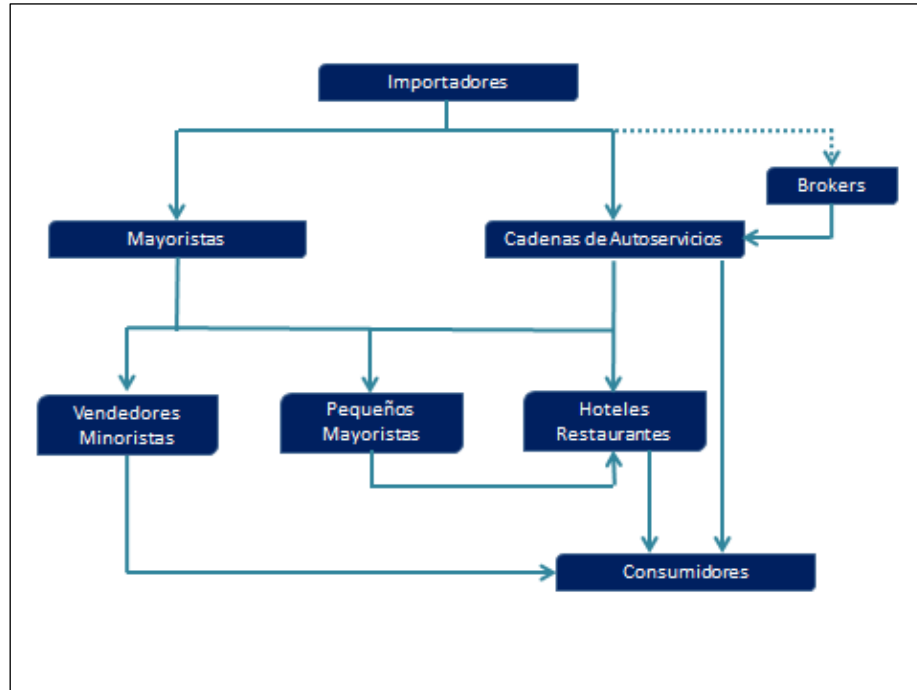 Importadores
Brokers
Mayoristas
Cadenas de Autoservicios
Vendedores
Minoristas
Pequeños
Mayoristas
Hoteles
Restaurantes
Consumidores